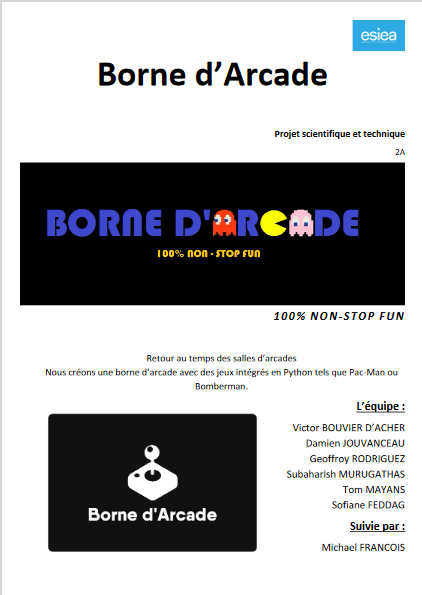 esiea
Borne d’Arcade
Projet scientifique et technique
2A
BORNE D'ARCADE
100% NON - STOP FUN
100% NON-STOP FUN
Retour au temps des salles d’arcades
Nous créons une borne d’arcade avec des jeux intégrés en Python tels que Pac-Man ou
Bomberman.
L’équipe :
Victor BOUVIER D’ACHER
Damien JOUVANCEAU
Geoffroy RODRIGUEZ
Subaharish MURUGATHAS
Tom MAYANS
Sofiane FEDDAG
Suivie par :
Michael FRANCOIS
Borne d'Arcade